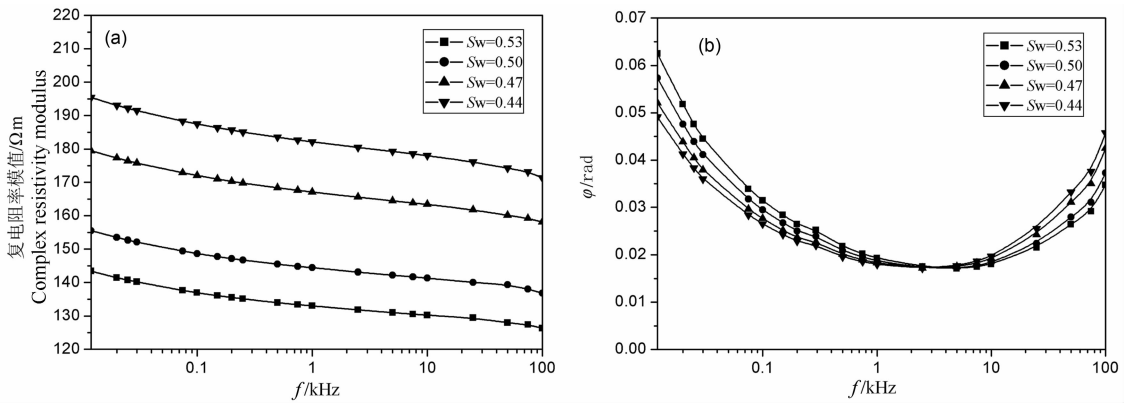 220
210
200
190
180
170
160
150
140
130
120
复电阻率模值/Ωm
Complex resistivity modulus
(a)
Sw=0.53
Sw=0.50
Sw=0.47
Sw=0.44
0.1
1
10
100
f/kHz
0.07
0.06
0.05
0.04
0.03
0.02
0.01
0.00
φ/rad
(b)
Sw=0.53
Sw=0.50
Sw=0.47
Sw=0.44
0.1
1
10
100
f/kHz